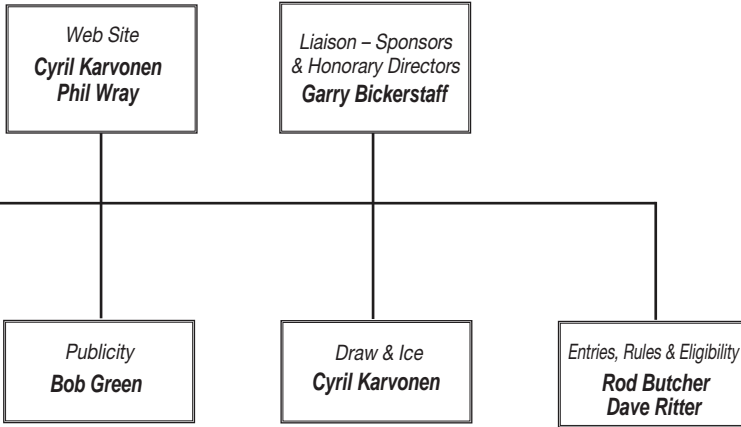 Web Site
Cyril Karvonen
Phil Wray
Liaison – Sponsors
& Honorary Directors
Garry Bickerstaff
Publicity
Bob Green
Draw & Ice
Cyril Karvonen
Entries, Rules & Eligibility
Rod Butcher
Dave Ritter